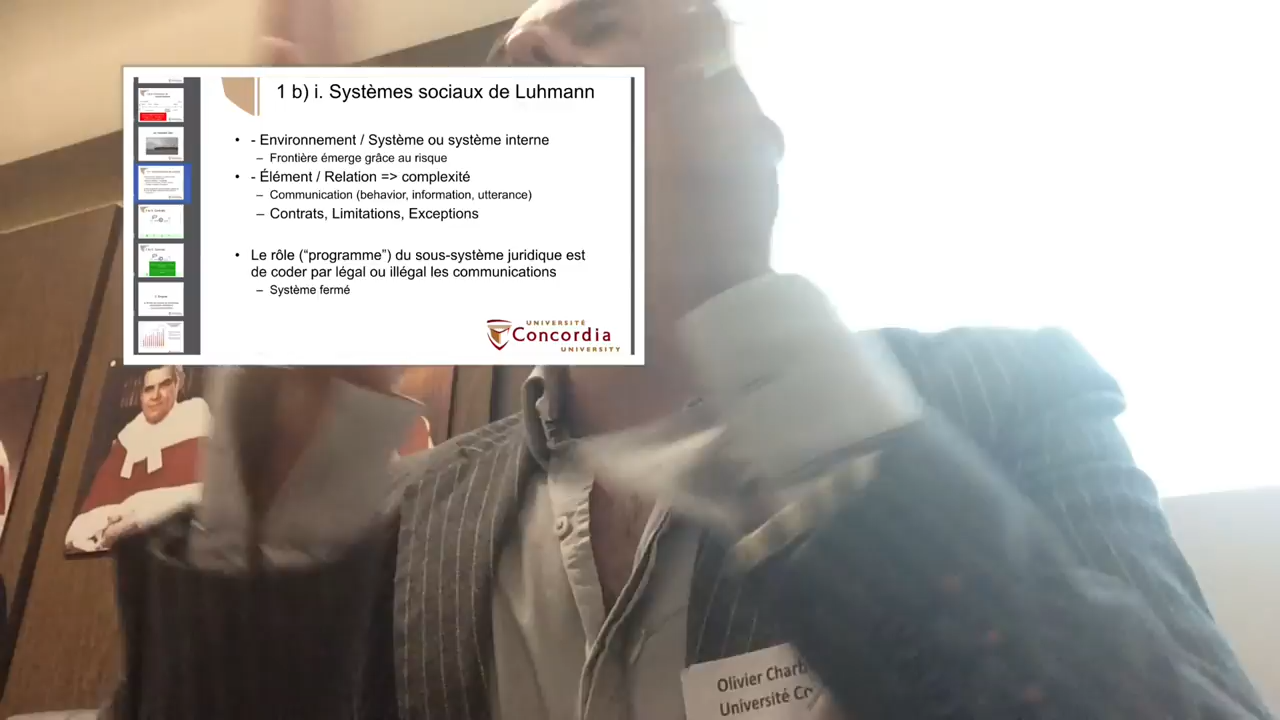 1 b) i. Systèmes sociaux de Luhmann
• - Environnement / Système ou système interne
– Frontière émerge grâce au risque
• - Élément / Relation => complexité
– Communication (behavior, information, utterance)
– Contrats, Limitations, Exceptions
• Le rôle (“programme”) du sous-système juridique est
de coder par légal ou illégal les communications
– Système fermé
UNIVERSITÉ
Concordia
UNIVERSITY
Olivier
Université